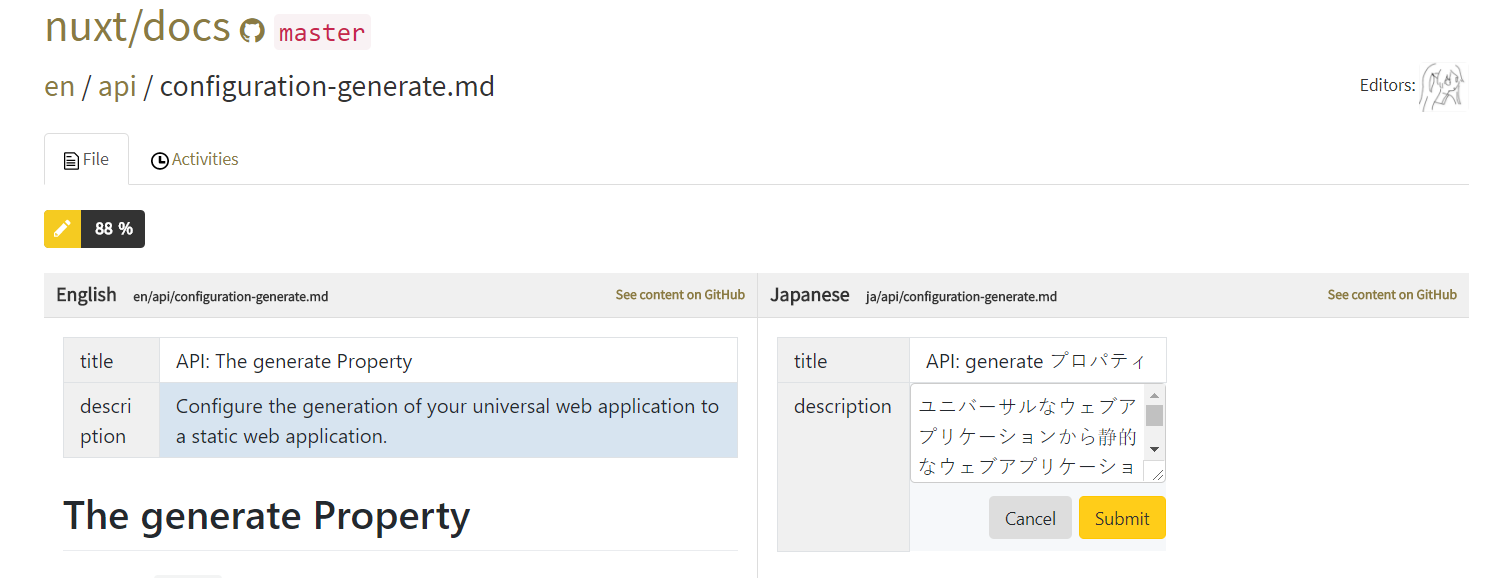 nuxt/docs master
en / api / configuration-generate.md
Editors:
File Activities
88 %
English en/api/configuration-generate.md See content on GitHub
Japanese ja/api/configuration-generate.md See content on GitHub
title API: The generate Property
descri
ption
Configure the generation of your universal web application to
a static web application.
The generate Property
title API: generate プロパティ
description
ユニバーサルなウェブア
プリケーションから静的
なウェブアプリケーショ
Cancel Submit